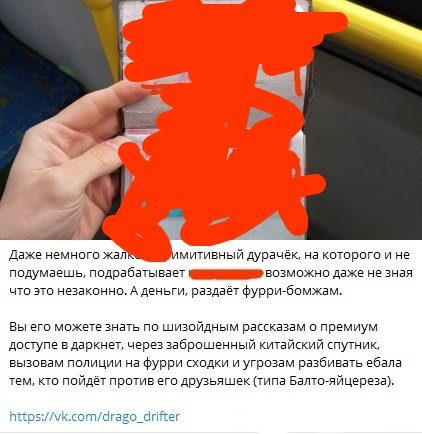 Даже немного жалко имитивный дурачёк, на которого и не
подумаешь, подрабатывает возможно даже не зная
что это незаконно. А деньги, раздаёт фурри-бомжам.
Вы его можете знать по шизойдным рассказам о премиум
доступе в даркнет, через заброшенный китайский спутник,
вызовам полиции на фурри сходки и угрозам разбивать ебала
тем, кто пойдёт против его друзьяшек (типа Балто-яйцереза).
https://vk.com/drago_drifter